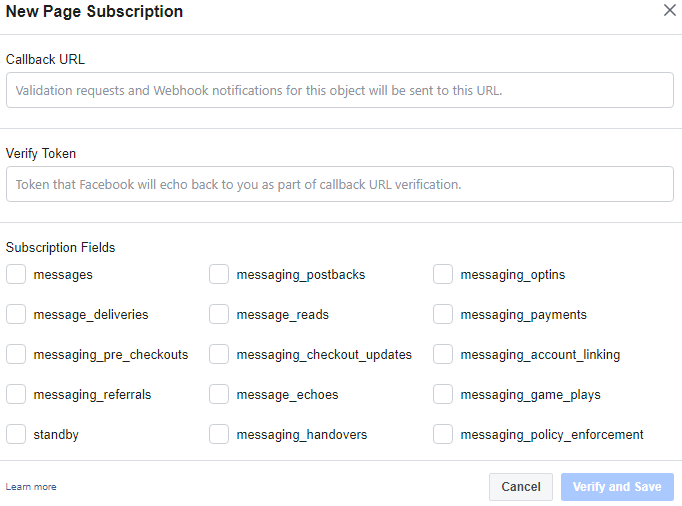 New Page Subscription
Callback URL
Validation requests and Webhook notifications for this object will be sent to this URL.
Verify Token
Token that Facebook will echo back to you as part of callback URL verification.
Subscription Fields
messages messaging_postbacks messaging_optins
message_deliveries message_reads messaging_payments
messaging_pre_checkouts messaging_checkout_updates messaging_account_linking
messaging_referrals message_echoes messaging_game_plays
standby messaging_handovers messaging_policy_enforcement
Learn more Cancel Verify and Save